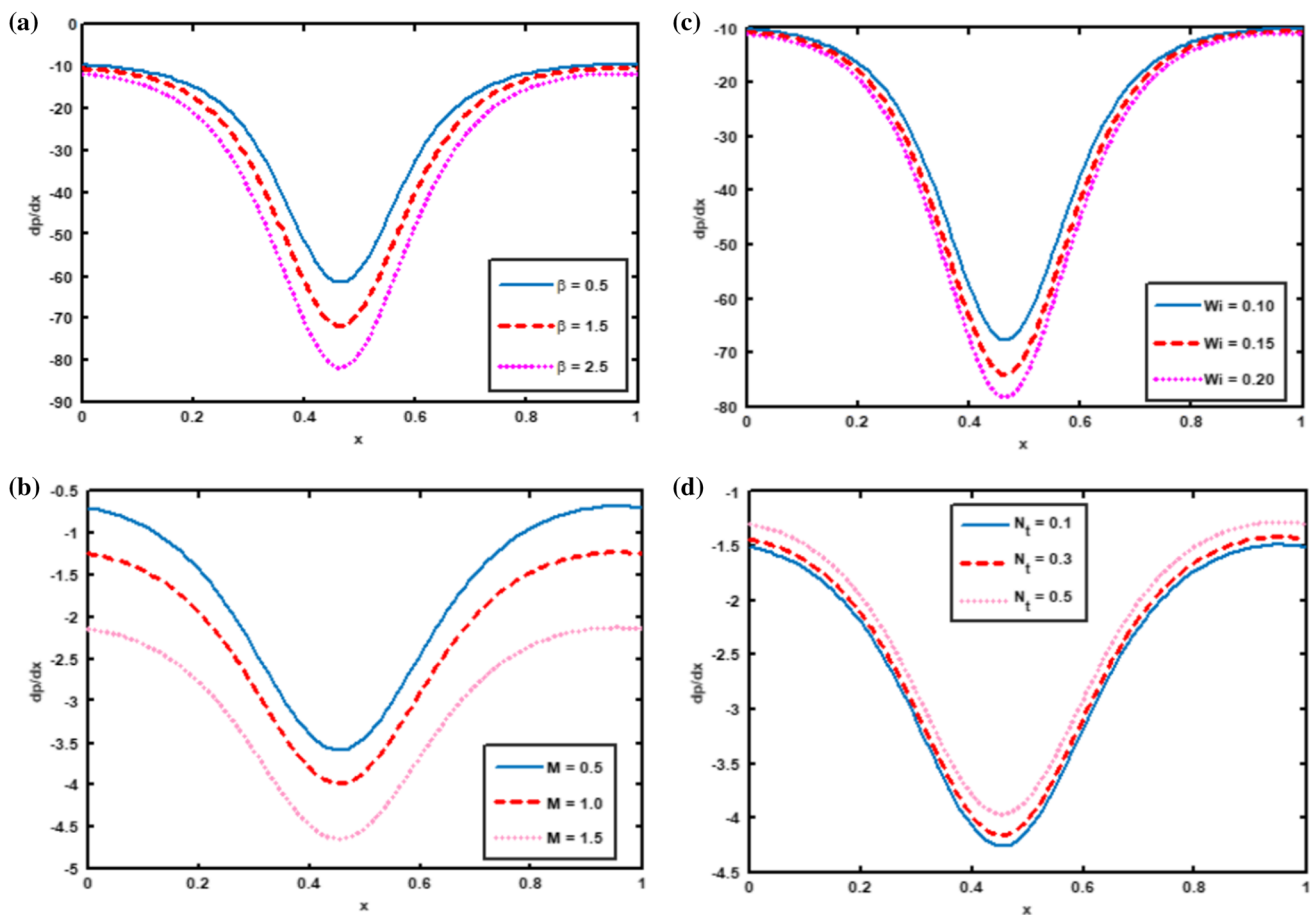 (a)
0
-10
-20
-30
-40
-50
-60
-70
-80
-90
dp/dx
0 0.2 0.4 0.6 0.8 1
x
β = 0.5
β = 1.5
β = 2.5
(c)
-10
-20
-30
-40
-50
-60
-70
-80
dp/dx
0 0.2 0.4 0.6 0.8 1
x
Wi = 0.10
Wi = 0.15
Wi = 0.20
(b)
-0.5
-1
-1.5
-2
-2.5
-3
-3.5
-4
-4.5
-5
dp/dx
0 0.2 0.4 0.6 0.8 1
x
M = 0.5
M = 1.0
M = 1.5
(d)
-1
-1.5
-2
-2.5
-3
-3.5
-4
-4.5
dp/dx
0 0.2 0.4 0.6 0.8 1
x
N_t = 0.1
N_t = 0.3
N_t = 0.5